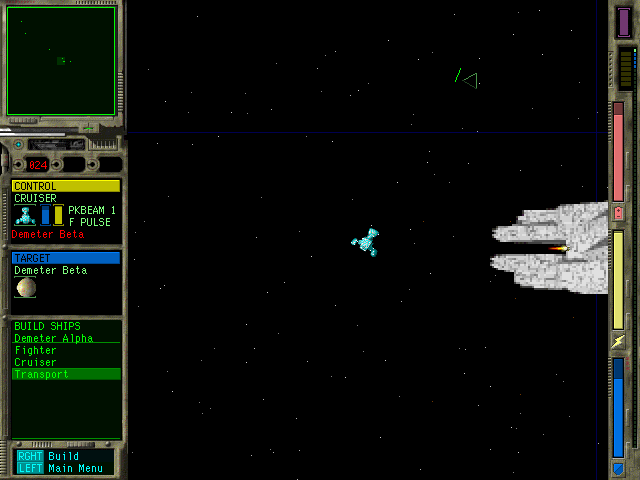 024
CONTROL
CRUISER
PKBEAM 1
F PULSE
Demeter Beta
TARGET
Demeter Beta
BUILD SHIPS
Demeter Alpha
Fighter
Cruiser
Transport
RGHT Build
LEFT Main Menu